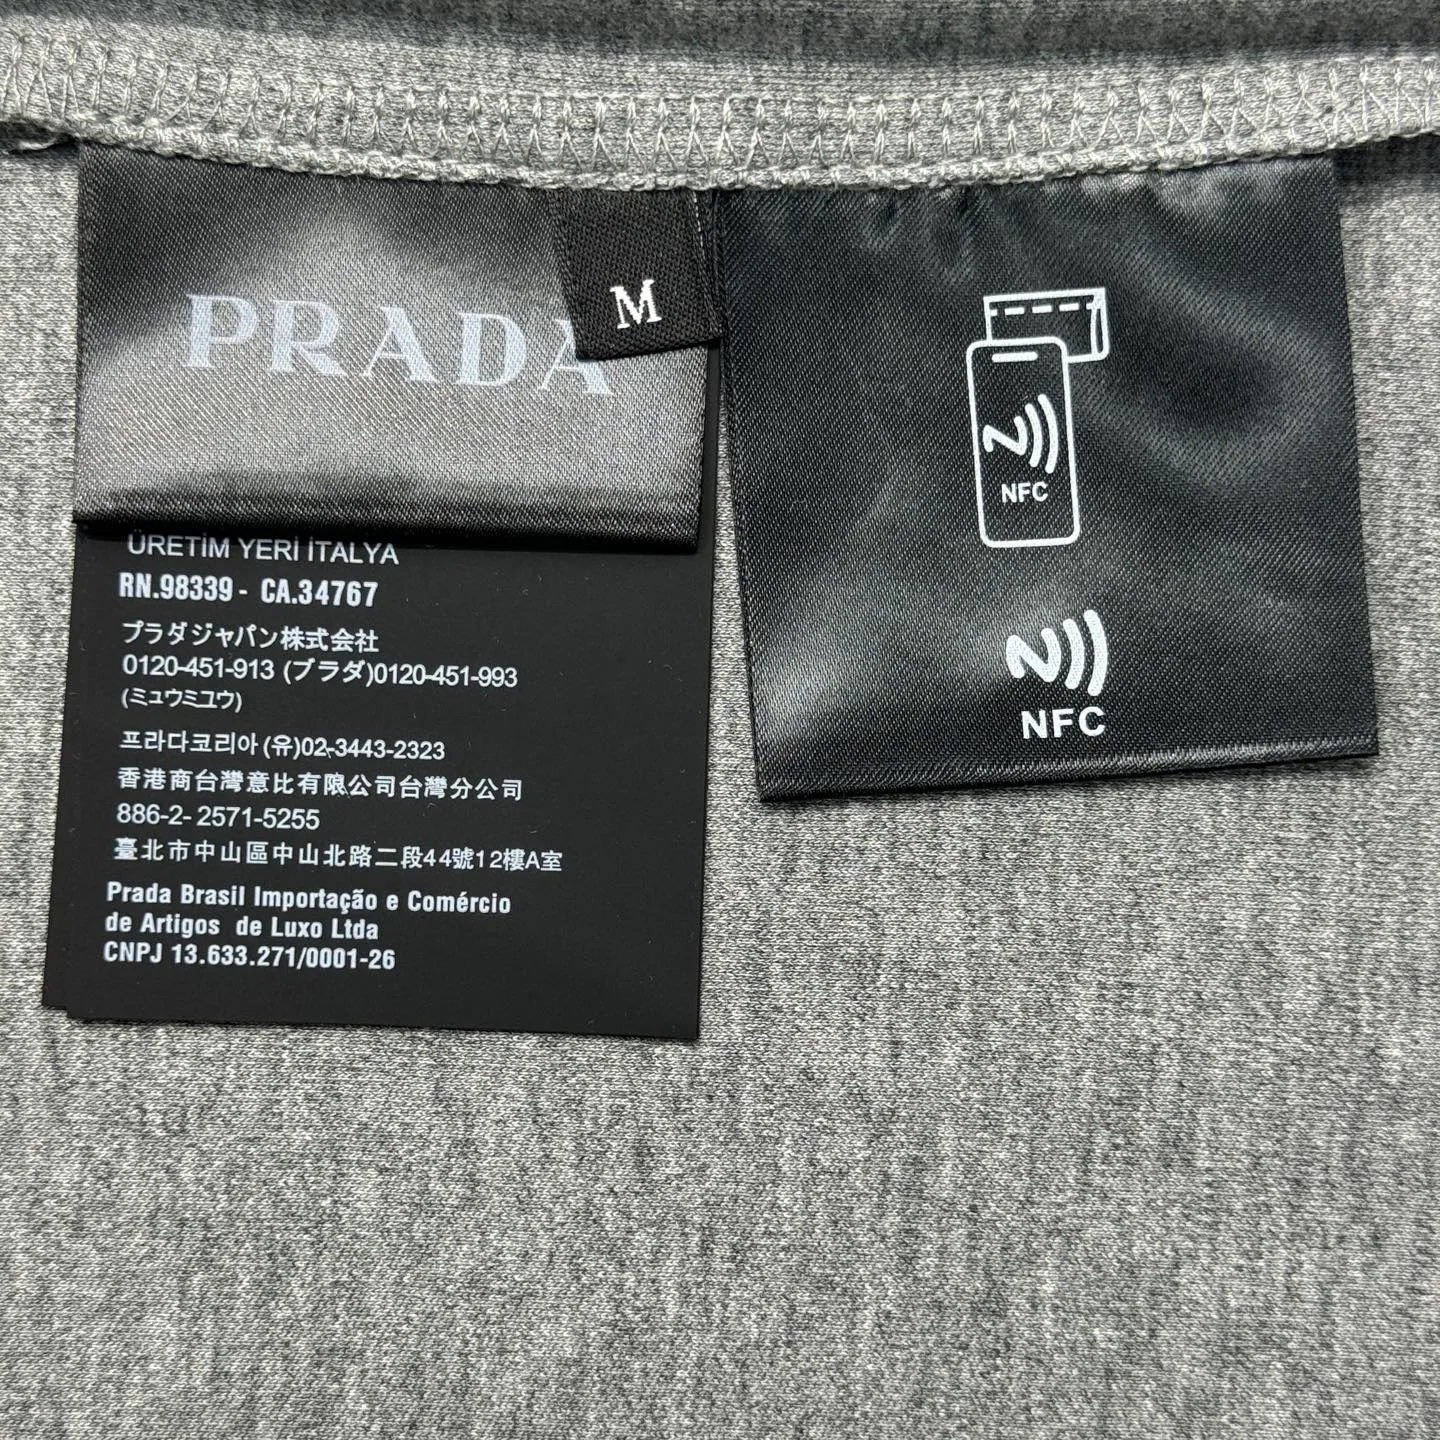 PRADA
M
ÜRETİM YERİ İTALYA
RN.98339 - CA.34767
プラダジャパン株式会社
0120-451-913 (プラダ)0120-451-993
(ミュウミュウ)
프라다코리아(유)02-3443-2323
香港商台灣意比有限公司台灣分公司
886-2- 2571-5255
臺北市中山區中山北路二段44號12樓A室
Prada Brasil Importação e Comércio
de Artigos de Luxo Ltda
CNPJ 13.633.271/0001-26
NFC
NFC